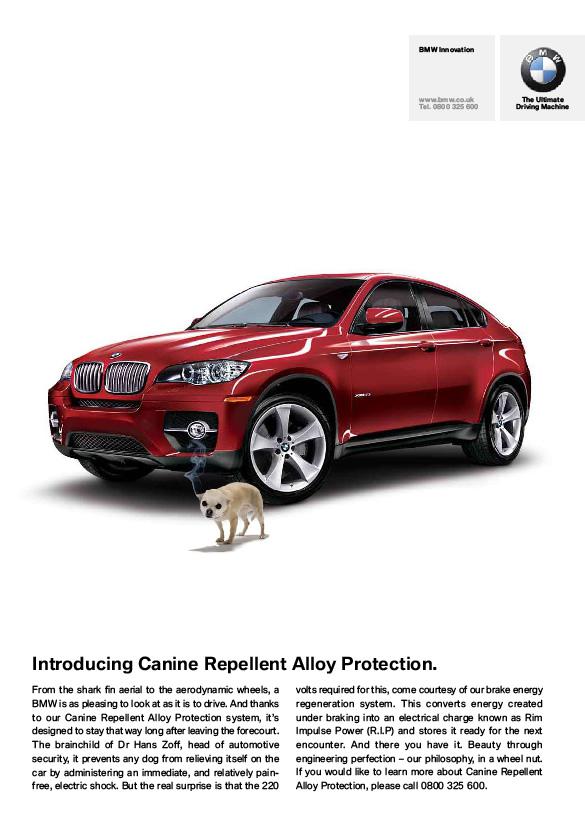 BMW Innovation
www.bmw.co.uk
Tel. 0800 325 600
BMW
The Ultimate
Driving Machine
Introducing Canine Repellent Alloy Protection.
From the shark fin aerial to the aerodynamic wheels, a
BMW is as pleasing to look at as it is to drive. And thanks
to our Canine Repellent Alloy Protection system, it's
designed to stay that way long after leaving the forecourt.
The brainchild of Dr Hans Zoff, head of automotive
security, it prevents any dog from relieving itself on the
car by administering an immediate, and relatively pain-
free, electric shock. But the real surprise is that the 220
volts required for this, come courtesy of our brake energy
regeneration system. This converts energy created
under braking into an electrical charge known as Rim
Impulse Power (R.I.P) and stores it ready for the next
encounter. And there you have it. Beauty through
engineering perfection – our philosophy, in a wheel nut.
If you would like to learn more about Canine Repellent
Alloy Protection, please call 0800 325 600.